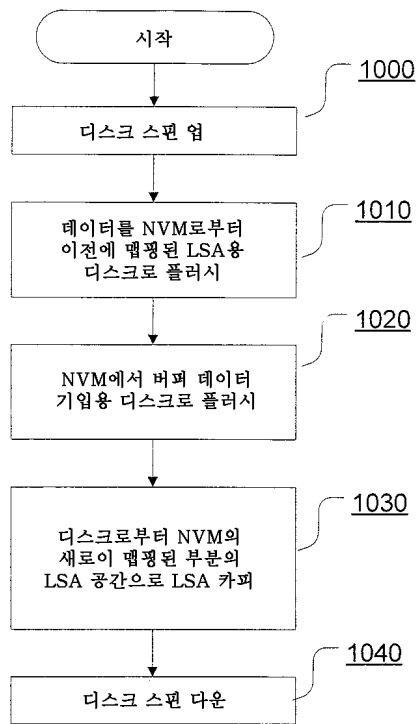 시작
1000
디스크 스핀 업
1010
데이터를 NVM로부터
이전에 맵핑된 LSA용
디스크로 플러시
1020
NVM에서 버퍼 데이터
기입용 디스크로 플러시
1030
디스크로부터 NVM의
새로이 맵핑된 부분의
LSA 공간으로 LSA 카피
1040
디스크 스핀 다운